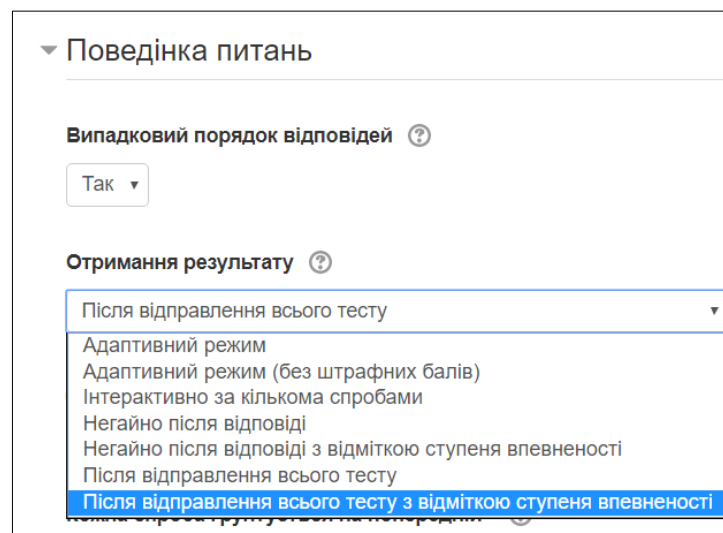 Поведінка питань
Випадковий порядок відповідей
Так
Отримання результату
Після відправлення всього тесту
Адаптивний режим
Адаптивний режим (без штрафних балів)
Інтерактивно за кількома спробами
Негайно після відповіді
Негайно після відповіді з відміткою ступеня впевненості
Після відправлення всього тесту
Після відправлення всього тесту з відміткою ступеня впевненості